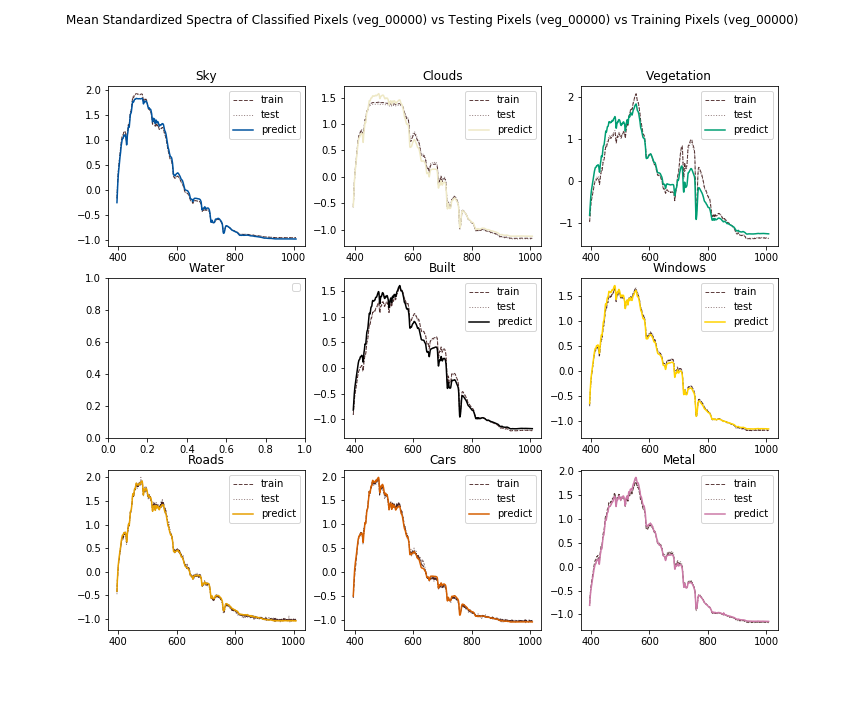 Mean Standardized Spectra of Classified Pixels (veg_00000) vs Testing Pixels (veg_00000) vs Training Pixels (veg_00000)
Sky
2.0
1.5
1.0
0.5
0.0
−0.5
−1.0
400
600
800
1000
train
test
predict
Clouds
1.5
1.0
0.5
0.0
−0.5
−1.0
400
600
800
1000
train
test
predict
Vegetation
2
1
0
−1
400
600
800
1000
train
test
predict
Water
1.0
0.8
0.6
0.4
0.2
0.0
0.0
0.2
0.4
0.6
0.8
1.0
Built
1.5
1.0
0.5
0.0
−0.5
−1.0
400
600
800
1000
train
test
predict
Windows
1.5
1.0
0.5
0.0
−0.5
−1.0
400
600
800
1000
train
test
predict
Roads
2.0
1.5
1.0
0.5
0.0
−0.5
−1.0
400
600
800
1000
train
test
predict
Cars
2.0
1.5
1.0
0.5
0.0
−0.5
−1.0
400
600
800
1000
train
test
predict
Metal
2.0
1.5
1.0
0.5
0.0
−0.5
−1.0
400
600
800
1000
train
test
predict